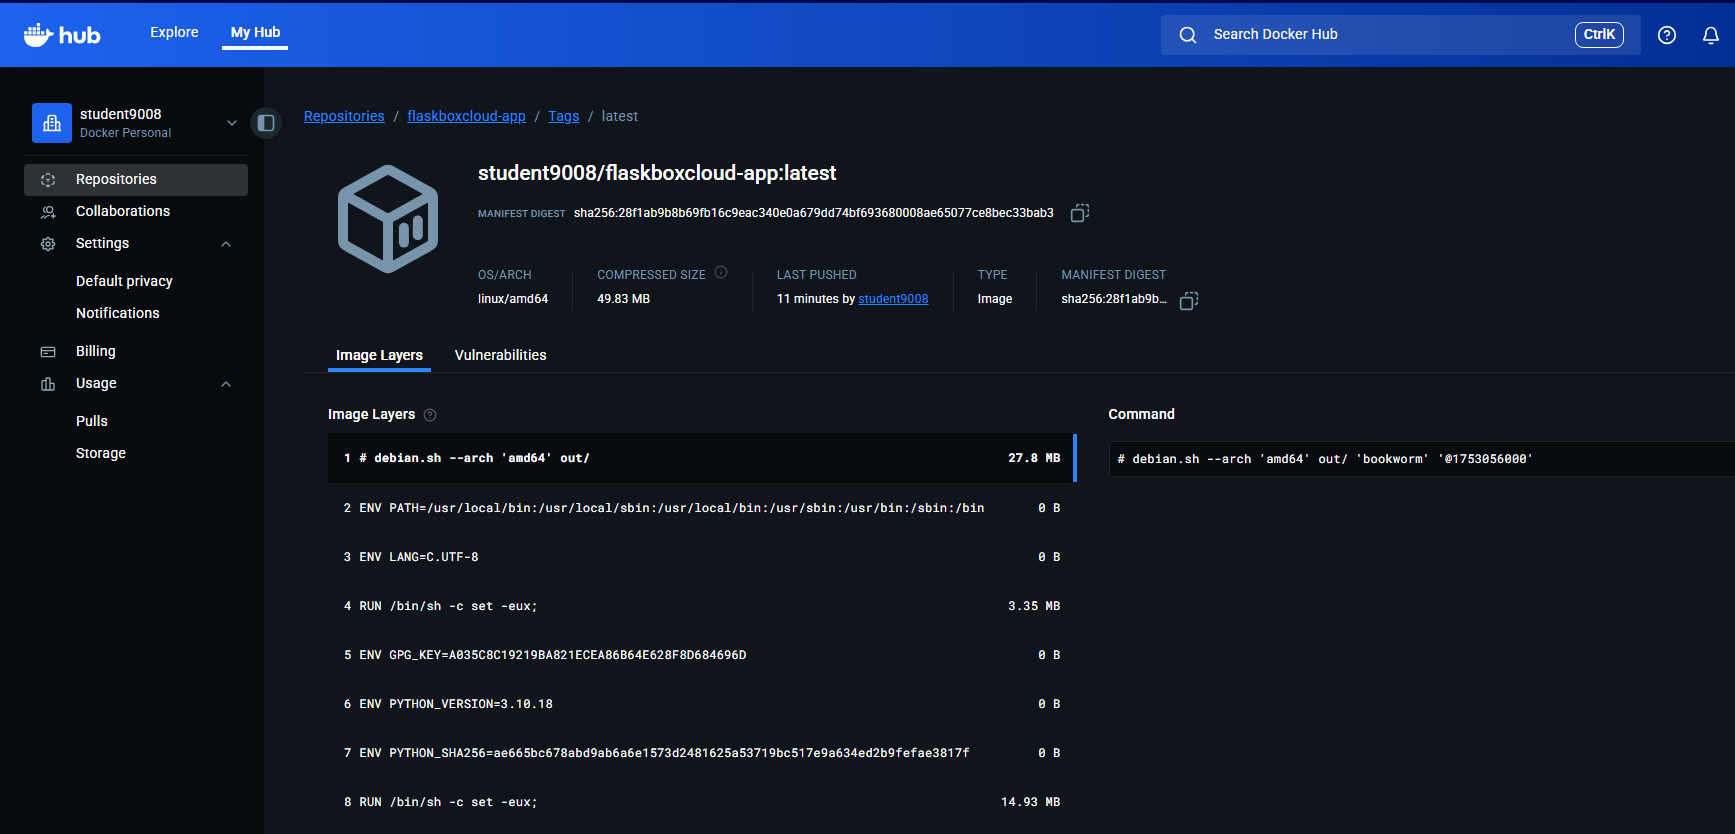 hub
Explore
My Hub
Search Docker Hub
CtrlK
student9008
Docker Personal
Repositories
Collaborations
Settings
Default privacy
Notifications
Billing
Usage
Pulls
Storage
Repositories / flaskboxcloud-app / Tags / latest
student9008/flaskboxcloud-app:latest
MANIFEST DIGEST sha256:28f1ab9b8b69fb16c9eac340e0a679dd74bf693680008ae65077ce8bec33bab3
OS/ARCH
linux/amd64
COMPRESSED SIZE
49.83 MB
LAST PUSHED
11 minutes by student9008
TYPE
Image
MANIFEST DIGEST
sha256:28f1ab9b...
Image Layers
Vulnerabilities
Image Layers
1 # debian.sh --arch 'amd64' out/ 27.8 MB
2 ENV PATH=/usr/local/bin:/usr/local/sbin:/usr/local/bin:/usr/sbin:/usr/bin:/sbin:/bin 0 B
3 ENV LANG=C.UTF-8 0 B
4 RUN /bin/sh -c set -eux; 3.35 MB
5 ENV GPG_KEY=A035C8C19219BA821ECEA86B64E628F8D684696D 0 B
6 ENV PYTHON_VERSION=3.10.18 0 B
7 ENV PYTHON_SHA256=ae665bc678abd9ab6a6e1573d2481625a53719bc517e9a634ed2b9fefae3817f 0 B
8 RUN /bin/sh -c set -eux; 14.93 MB
Command
# debian.sh --arch 'amd64' out/ 'bookworm' '@1753056000'